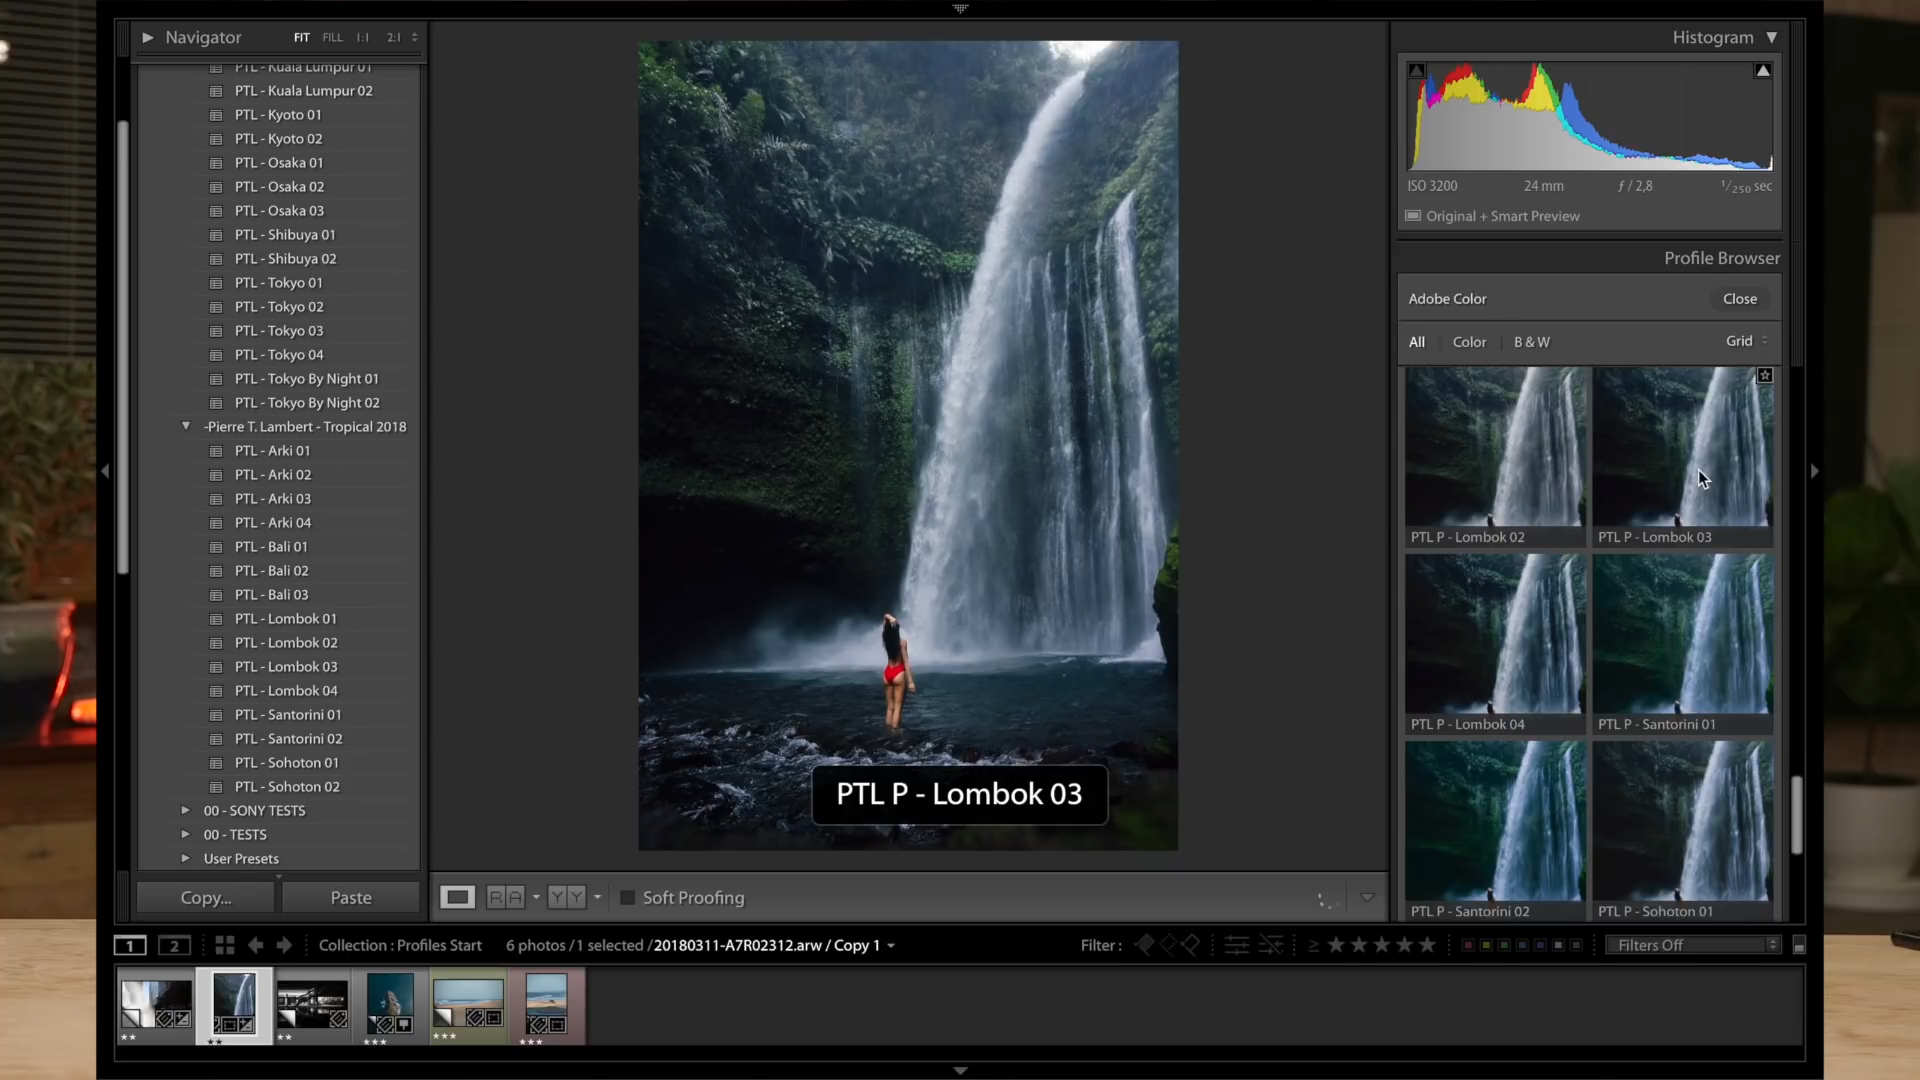 Navigator
FIT FILL 1:1 2:1
PTL - Kuala Lumpur 01
PTL - Kuala Lumpur 02
PTL - Kyoto 01
PTL - Kyoto 02
PTL - Osaka 01
PTL - Osaka 02
PTL - Osaka 03
PTL - Shibuya 01
PTL - Shibuya 02
PTL - Tokyo 01
PTL - Tokyo 02
PTL - Tokyo 03
PTL - Tokyo 04
PTL - Tokyo By Night 01
PTL - Tokyo By Night 02
-Pierre T. Lambert - Tropical 2018
PTL - Arki 01
PTL - Arki 02
PTL - Arki 03
PTL - Arki 04
PTL - Bali 01
PTL - Bali 02
PTL - Bali 03
PTL - Lombok 01
PTL - Lombok 02
PTL - Lombok 03
PTL - Lombok 04
PTL - Santorini 01
PTL - Santorini 02
PTL - Sohoton 01
PTL - Sohoton 02
00 - SONY TESTS
00 - TESTS
User Presets
Copy... Paste
PTL P - Lombok 03
R A Y Y Soft Proofing
Histogram
ISO 3200 24 mm ƒ / 2,8 1/250 sec
Original + Smart Preview
Profile Browser
Adobe Color Close
All Color B & W Grid
PTL P - Lombok 02 PTL P - Lombok 03
PTL P - Lombok 04 PTL P - Santorini 01
PTL P - Santorini 02 PTL P - Sohoton 01
1 2 Collection : Profiles Start 6 photos / 1 selected / 20180311-A7R02312.arw / Copy 1 Filter : ≥ ★★★★★ Filters Off